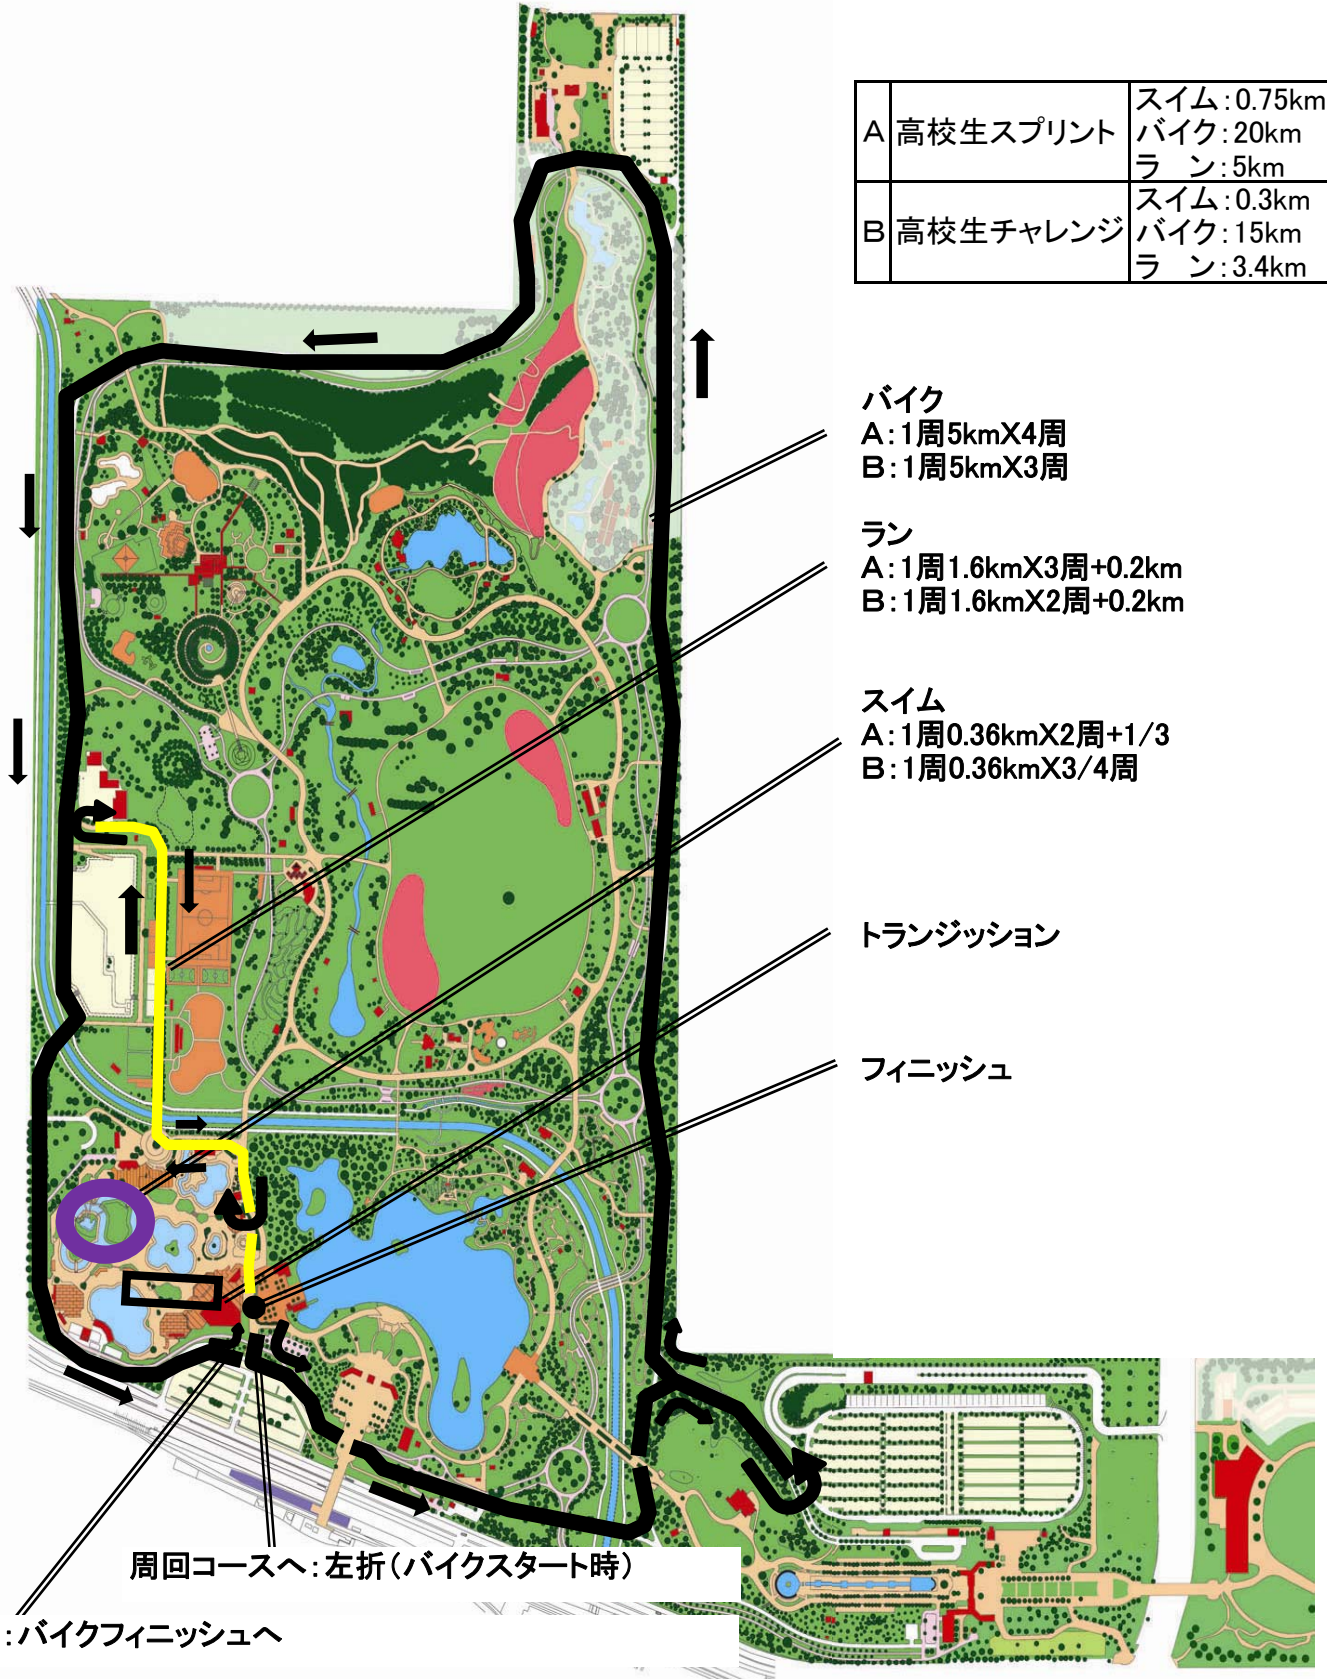 A 高校生スプリント
スイム:0.75km
バイク:20km
ラ　ン:5km
B 高校生チャレンジ
スイム:0.3km
バイク:15km
ラ　ン:3.4km
バイク
A:1周5kmX4周
B:1周5kmX3周
ラン
A:1周1.6kmX3周+0.2km
B:1周1.6kmX2周+0.2km
スイム
A:1周0.36kmX2周+1/3
B:1周0.36kmX3/4周
トランジッション
フィニッシュ
周回コースへ:左折(バイクスタート時)
:バイクフィニッシュへ